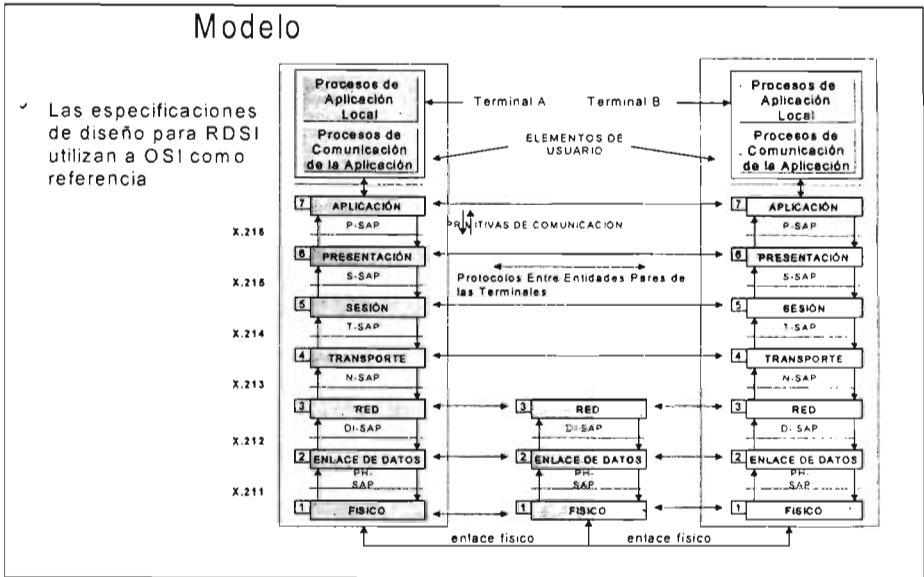 Modelo
Las especificaciones
de diseño para RDSI
utilizan a OSI como
referencia
Procesos de
Aplicación
Local
Procesos de
Comunicación
de la Aplicación
Terminal A
Terminal B
ELEMENTOS DE
USUARIO
Procesos de
Aplicación
Local
Procesos de
Comunicación
de la Aplicación
7 APLICACIÓN
PRIMITIVAS DE COMUNICACIÓN
7 APLICACIÓN
X.216
P-SAP
P-SAP
6 PRESENTACIÓN
6 PRESENTACIÓN
X.215
S-SAP
Protocolos Entre Entidades Pares de
las Terminales
S-SAP
5 SESIÓN
5 SESIÓN
X.214
T-SAP
T-SAP
4 TRANSPORTE
4 TRANSPORTE
X.213
N-SAP
N-SAP
3 RED
3 RED
3 RED
X.212
DI-SAP
DI-SAP
DI-SAP
2 ENLACE DE DATOS
2 ENLACE DE DATOS
2 ENLACE DE DATOS
X.211
PH-
SAP
PH-
SAP
PH-
SAP
1 FISICO
1 FISICO
1 FISICO
enlace físico
enlace físico